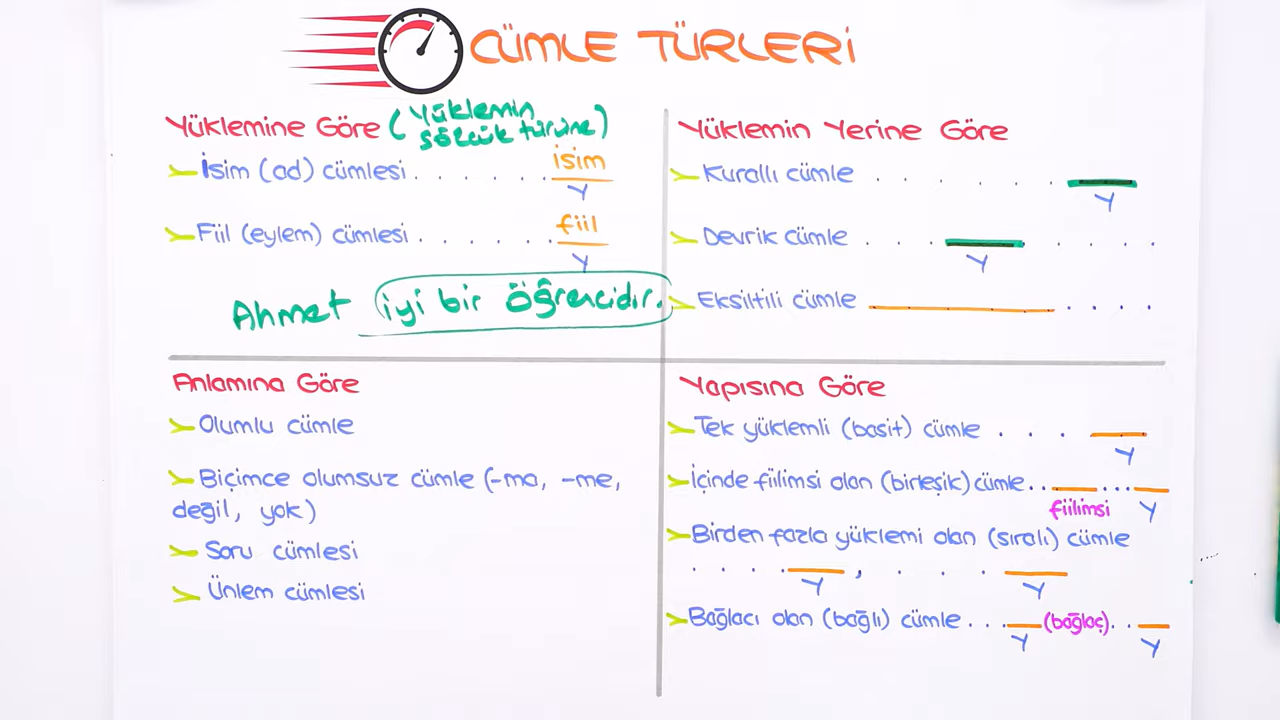 CÜMLE TÜRLERİ
Yüklemine Göre (Yüklemin
sözcük türüne)
İsim (ad) cümlesi . . . . . . isim
Y
Fiil (eylem) cümlesi . . . . . . fiil
Y
Ahmet iyi bir öğrencidir.
Yüklemin Yerine Göre
Kurallı cümle . . . . .
Y
Devrik cümle . . . . . . .
Y
Eksiltili cümle . . . .
Anlamına Göre
Olumlu cümle
Biçimce olumsuz cümle (-ma, -me,
değil, yok)
Soru cümlesi
Ünlem cümlesi
Yapısına Göre
Tek yüklemli (basit) cümle . . .
Y
İçinde fiilimsi olan (birleşik) cümle.. ...
fiilimsi Y
Birden fazla yüklemi olan (sıralı) cümle
. . . . , . . .
Y Y
Bağlacı olan (bağlı) cümle . . . (bağlaç). .
Y Y